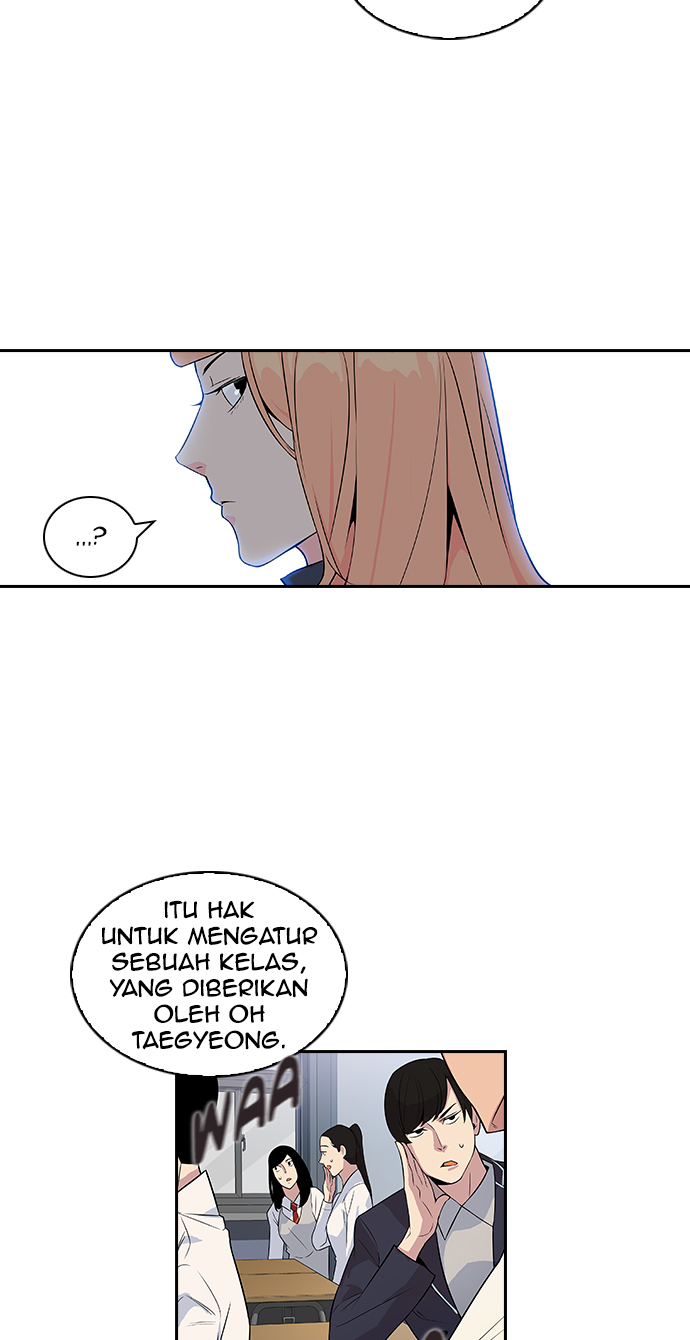 ....?
ITU HAK
UNTUK MENGATUR
SEBUAH KELAS,
YANG DIBERIKAN
OLEH OH
TAEGYEONG.
WAA